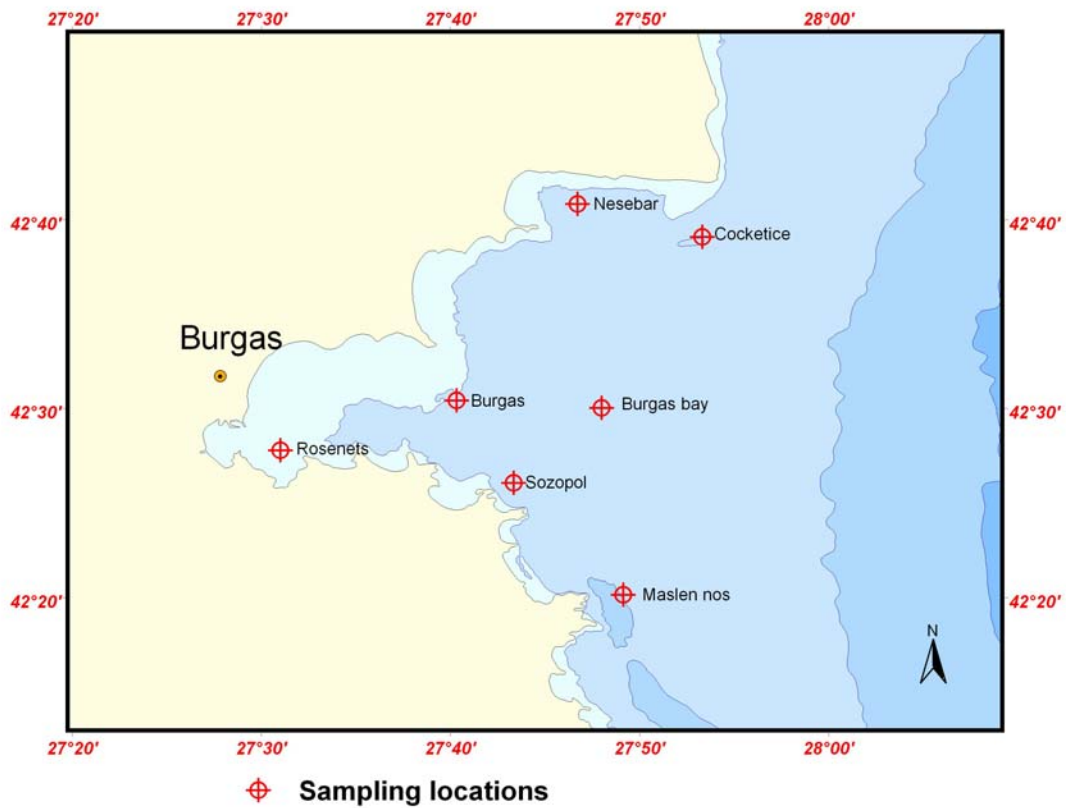 27°20' 27°30' 27°40' 27°50' 28°00'
Nesebar
42°40' 42°40'
Cocketice
Burgas
Burgas
Burgas bay
42°30' 42°30'
Rosenets
Sozopol
Maslen nos
42°20' 42°20'
N
27°20' 27°30' 27°40' 27°50' 28°00'
Sampling locations